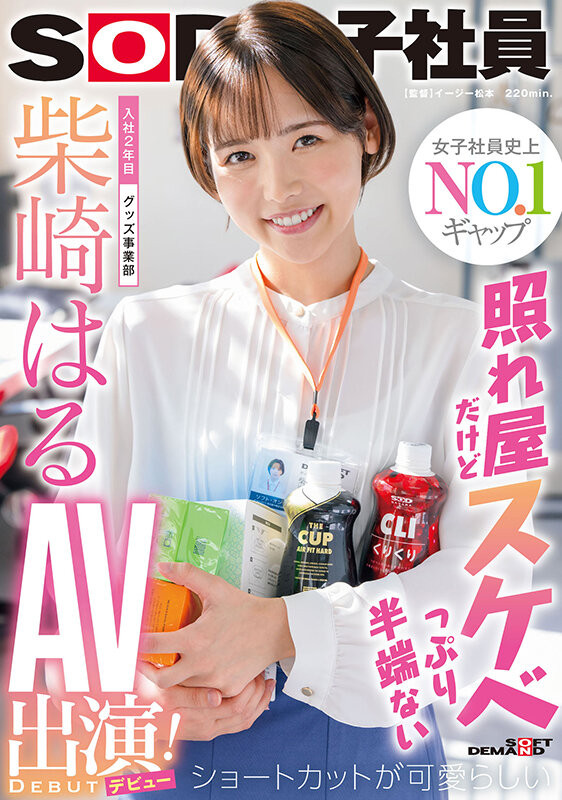 SOD女子社員
【監督】イージー松本 220min.
入社2年目
グッズ事業部
柴崎はる
AV
出演!
DEBUT デビュー
女子社員史上
NO.1
ギャップ
照れ屋
だけど
スケベ
っぷり
半端ない
THE
CUP
AIR FIT HARD
SOD
CLI
くりくり
SOFT
DEMAND
ショートカットが可愛らしい